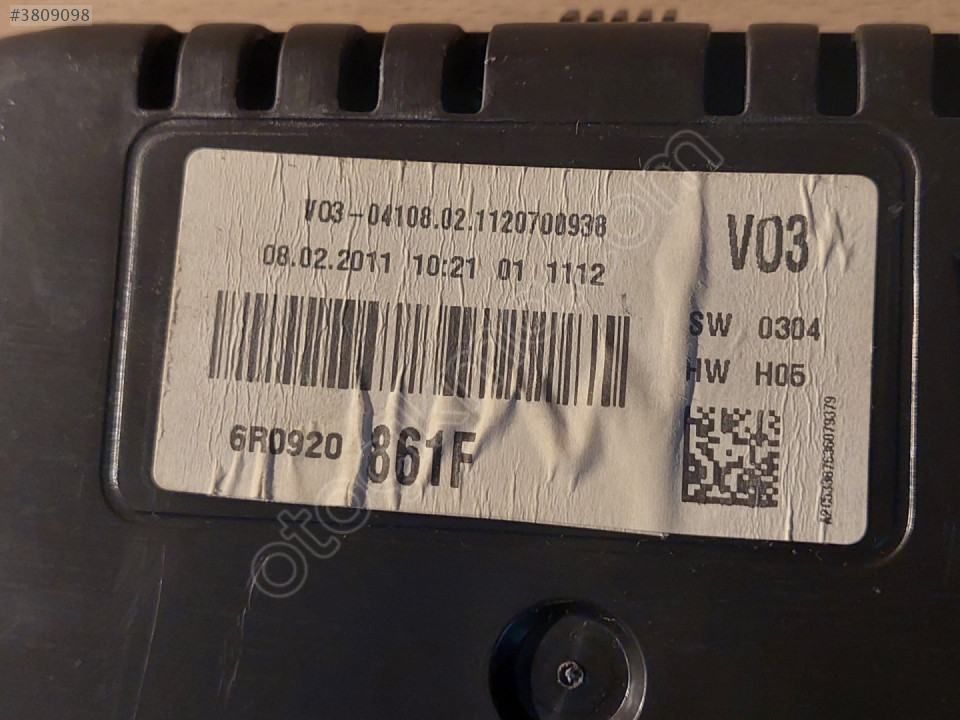 #3809098
V03-04108.02.1120700938
V03
08.02.2011 10:21 01 1112
SW 0304
HW H05
6R0920 861F